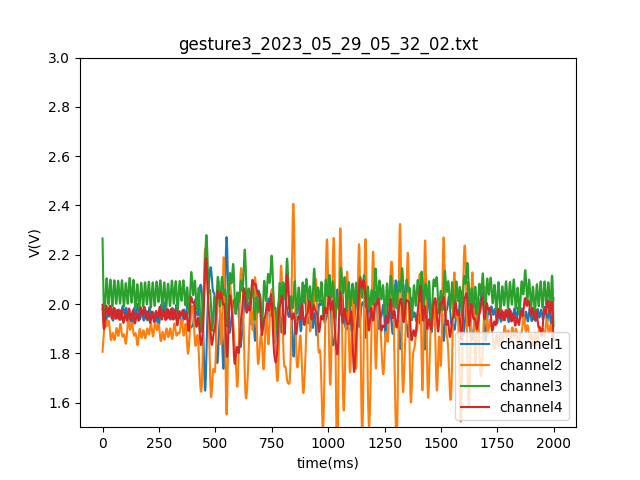 gesture3_2023_05_29_05_32_02.txt
3.0
2.8
2.6
2.4
2.2
2.0
1.8
1.6
V(V)
channel1
channel2
channel3
channel4
0 250 500 750 1000 1250 1500 1750 2000
time(ms)